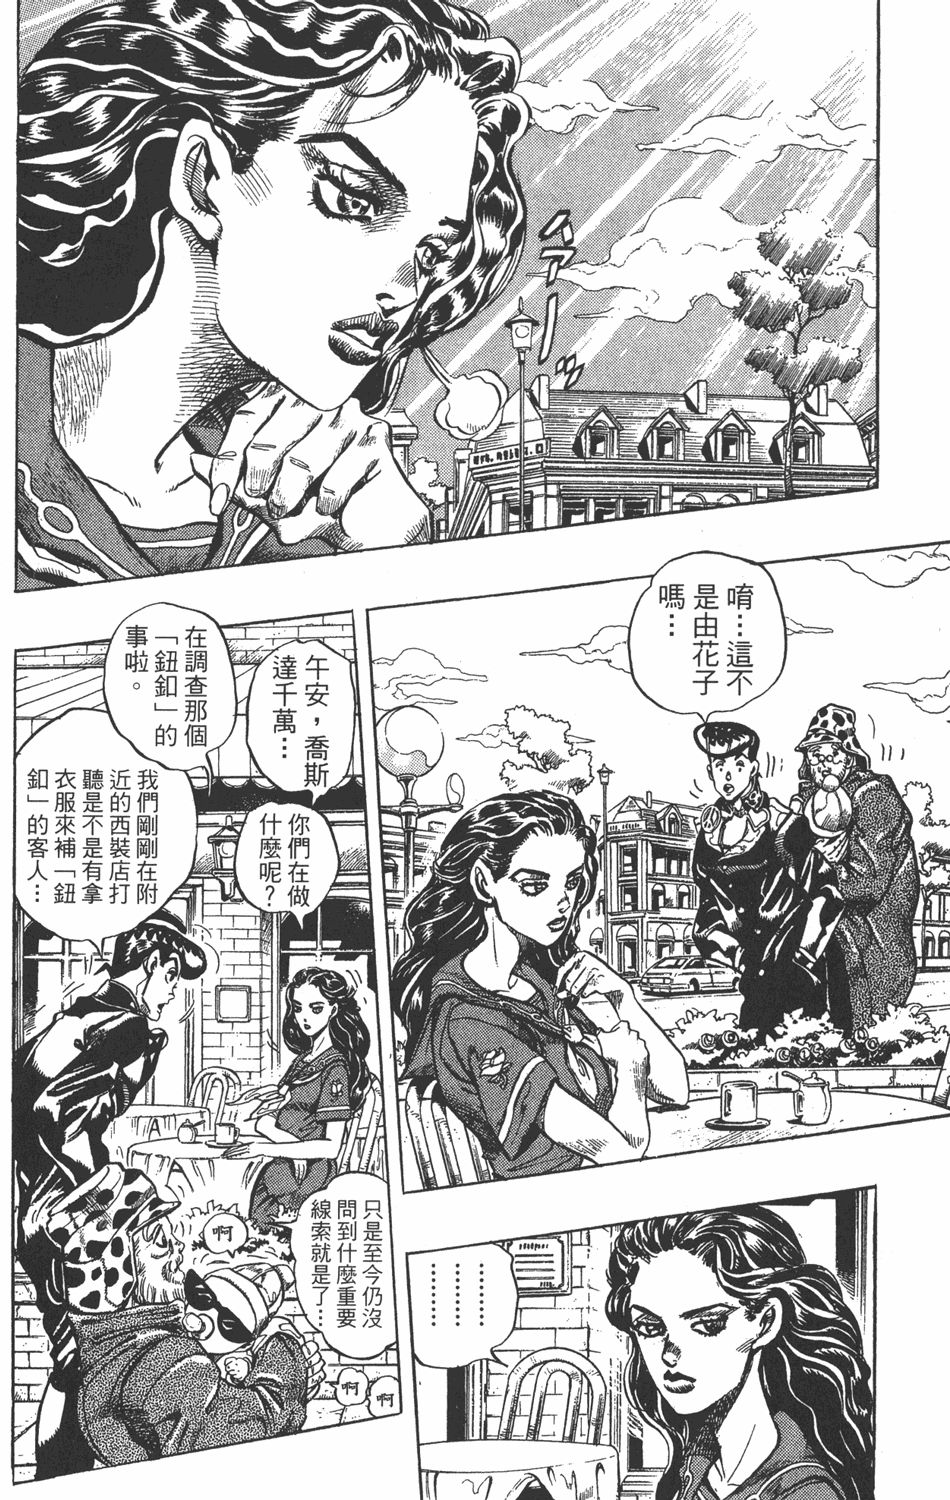 唷…這不
是由花子
嗎…
午安，喬斯
達千萬…
你們在做
什麼呢？
在調查那個
「鈕釦」的
事啦。
我們剛剛在附
近的西裝店打
聽是不是有拿
衣服來補「鈕
釦」的客人…
只是至今仍沒
問到什麼重要
線索就是了…
啊
啊
啊
…………
…………